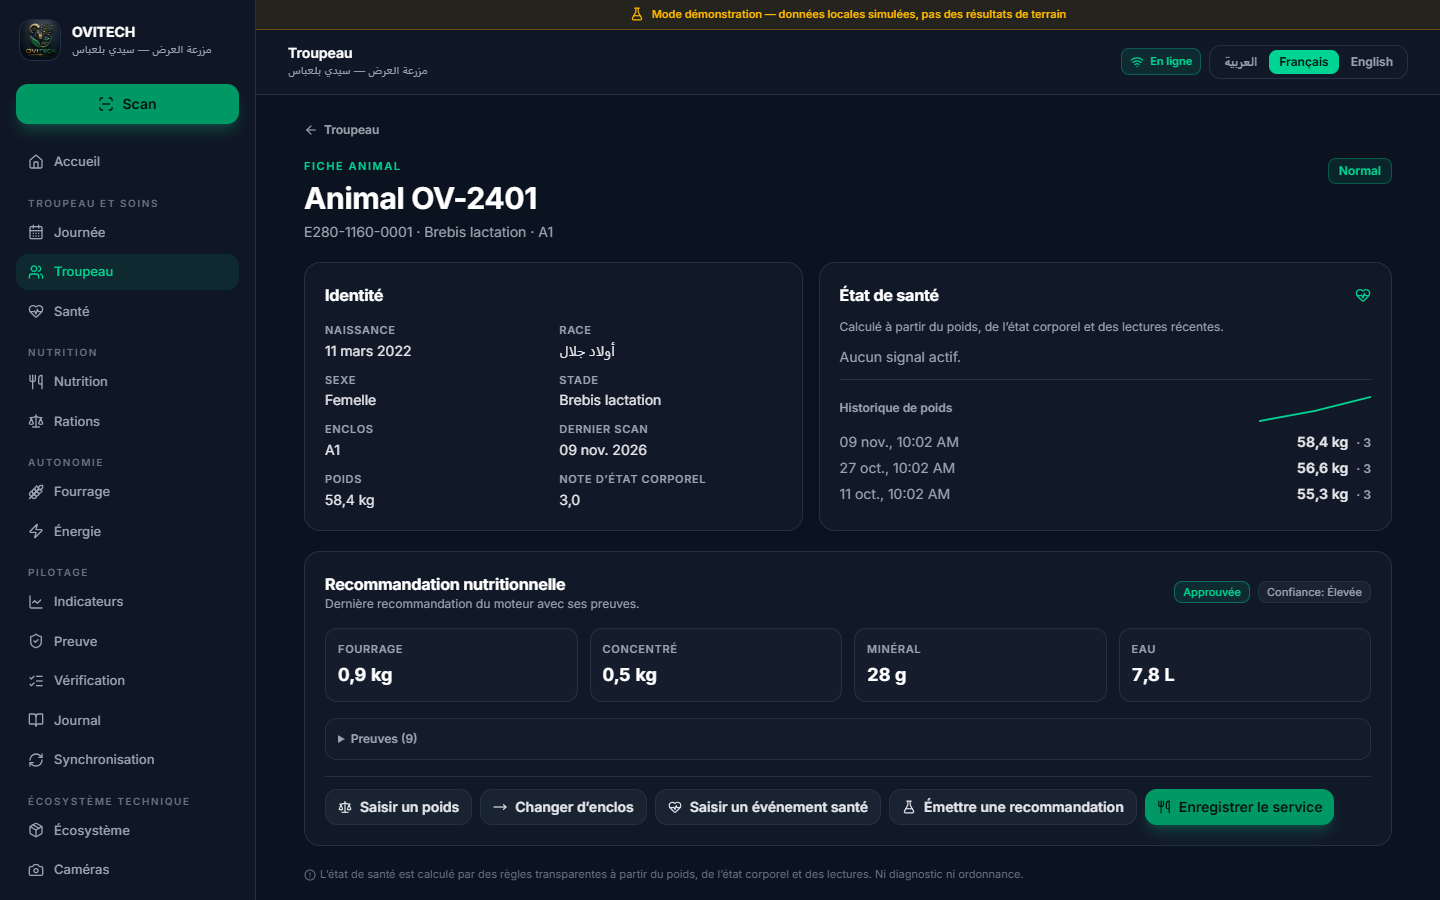 Mode démonstration — données locales simulées, pas des résultats de terrain
OVITECH
مزرعة العرض — سيدي بلعباس
Scan
Accueil
TROUPEAU ET SOINS
Journée
Troupeau
Santé
NUTRITION
Nutrition
Rations
AUTONOMIE
Fourrage
Énergie
PILOTAGE
Indicateurs
Preuve
Vérification
Journal
Synchronisation
ÉCOSYSTÈME TECHNIQUE
Écosystème
Caméras
Troupeau
مزرعة العرض — سيدي بلعباس
En ligne
العربية
Français
English
Troupeau
FICHE ANIMAL
Animal OV-2401
E280-1160-0001 · Brebis lactation · A1
Normal
Identité
NAISSANCE
11 mars 2022
RACE
أولاد جلال
SEXE
Femelle
STADE
Brebis lactation
ENCLOS
A1
DERNIER SCAN
09 nov. 2026
POIDS
58,4 kg
NOTE D’ÉTAT CORPOREL
3,0
État de santé
Calculé à partir du poids, de l’état corporel et des lectures récentes.
Aucun signal actif.
Historique de poids
09 nov., 10:02 AM 58,4 kg · 3
27 oct., 10:02 AM 56,6 kg · 3
11 oct., 10:02 AM 55,3 kg · 3
Recommandation nutritionnelle
Dernière recommandation du moteur avec ses preuves.
Approuvée
Confiance: Élevée
FOURRAGE
0,9 kg
CONCENTRÉ
0,5 kg
MINÉRAL
28 g
EAU
7,8 L
Preuves (9)
Saisir un poids
Changer d’enclos
Saisir un événement santé
Émettre une recommandation
Enregistrer le service
L’état de santé est calculé par des règles transparentes à partir du poids, de l’état corporel et des lectures. Ni diagnostic ni ordonnance.